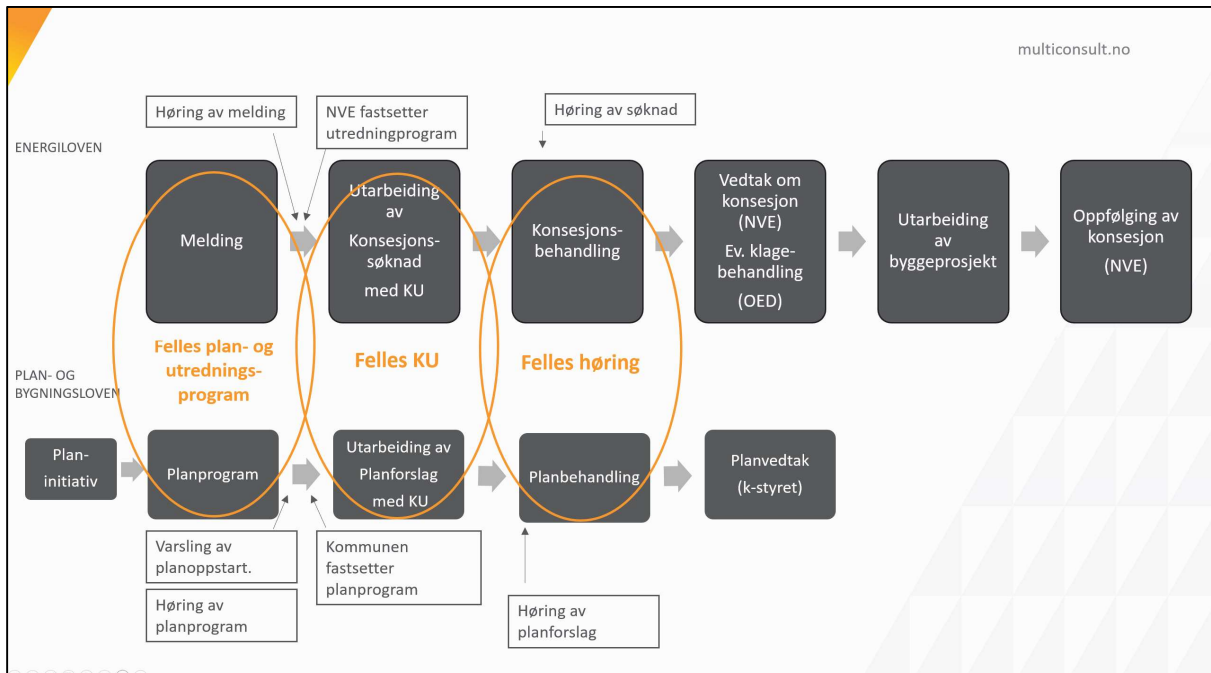 multiconsult.no
Høring av melding
NVE fastsetter
utredningprogram
Høring av søknad
ENERGILOVEN
Melding
Utarbeiding
av
Konsesjons-
søknad
med KU
Konsesjons-
behandling
Vedtak om
konsesjon
(NVE)
Ev. klage-
behandling
(OED)
Utarbeiding
av
byggeprosjekt
Oppfølging av
konsesjon
(NVE)
Felles plan- og
utrednings-
program
Felles KU
Felles høring
PLAN- OG
BYGNINGSLOVEN
Plan-
initiativ
Planprogram
Utarbeiding av
Planforslag
med KU
Planbehandling
Planvedtak
(k-styret)
Varsling av
planoppstart.
Høring av
planprogram
Kommunen
fastsetter
planprogram
Høring av
planforslag